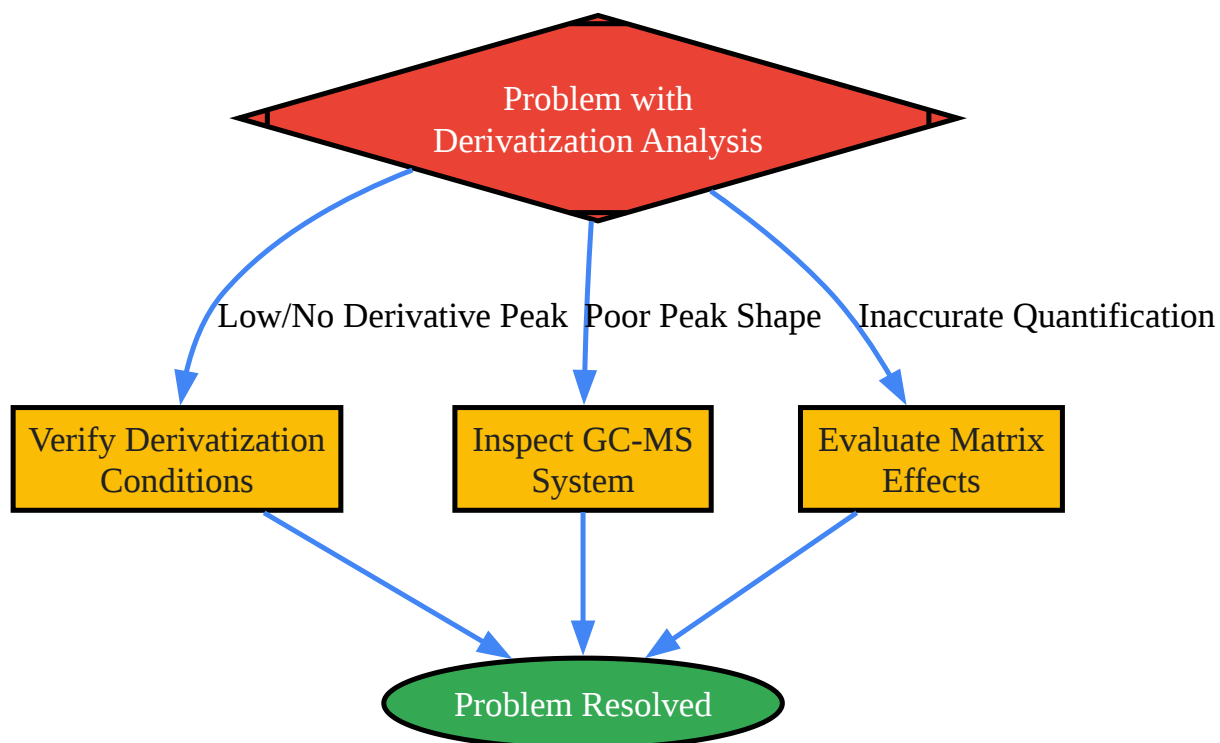 Problem with
Derivatization Analysis
Low/No Derivative Peak
Poor Peak Shape
Inaccurate Quantification
Verify Derivatization
Conditions
Inspect GC-MS
System
Evaluate Matrix
Effects
Problem Resolved